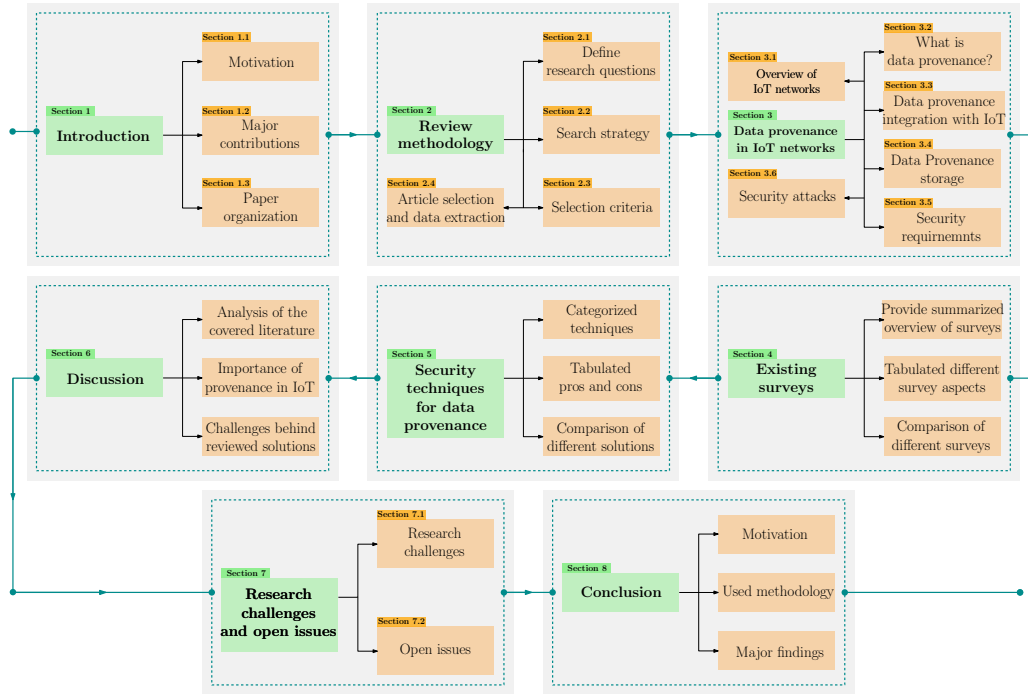 Section 1
Introduction
Section 1.1
Motivation
Section 1.2
Major
contributions
Section 1.3
Paper
organization
Section 2
Review
methodology
Section 2.1
Define
research questions
Section 2.2
Search strategy
Section 2.3
Selection criteria
Section 2.4
Article selection
and data extraction
Section 3
Data provenance
in IoT networks
Section 3.1
Overview of
IoT networks
Section 3.2
What is
data provenance?
Section 3.3
Data provenance
integration with IoT
Section 3.4
Data Provenance
storage
Section 3.5
Security
requirnemnts
Section 3.6
Security attacks
Section 4
Existing
surveys
Provide summarized
overview of surveys
Tabulated different
survey aspects
Comparison of
different surveys
Section 5
Security
techniques
for data
provenance
Categorized
techniques
Tabulated
pros and cons
Comparison of
different solutions
Section 6
Discussion
Analysis of the
covered literature
Importance of
provenance in IoT
Challenges behind
reviewed solutions
Section 7
Research
challenges
and open issues
Section 7.1
Research
challenges
Section 7.2
Open issues
Section 8
Conclusion
Motivation
Used methodology
Major findings